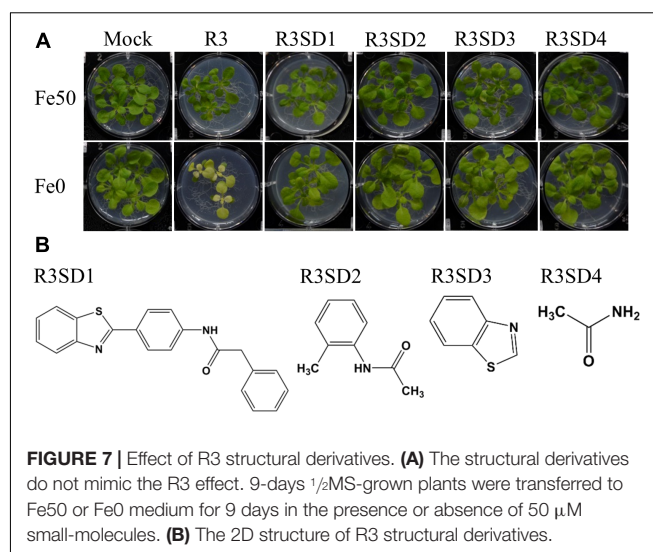 A
Mock R3 R3SD1 R3SD2 R3SD3 R3SD4
Fe50
Fe0
B
R3SD1 R3SD2 R3SD3 R3SD4
S
N
NH
O
CH₃
HN
O
CH₃
N
S
H₃C
NH₂
O
FIGURE 7 | Effect of R3 structural derivatives. (A) The structural derivatives
do not mimic the R3 effect. 9-days ½MS-grown plants were transferred to
Fe50 or Fe0 medium for 9 days in the presence or absence of 50 μM
small-molecules. (B) The 2D structure of R3 structural derivatives.